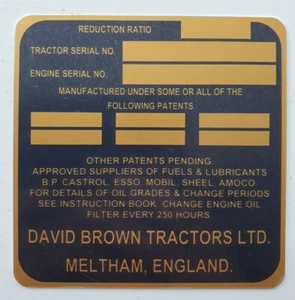 REDUCTION RATIO
TRACTOR SERIAL NO.
ENGINE SERIAL NO.
MANUFACTURED UNDER SOME OR ALL OF THE
FOLLOWING PATENTS
OTHER PATENTS PENDING.
APPROVED SUPPLIERS OF FUELS & LUBRICANTS
B.P. CASTROL. ESSO. MOBIL. SHEEL. AMOCO.
FOR DETAILS OF OIL GRADES & CHANGE PERIODS
SEE INSTRUCTION BOOK. CHANGE ENGINE OIL
FILTER EVERY 250 HOURS.
DAVID BROWN TRACTORS LTD.
MELTHAM, ENGLAND.